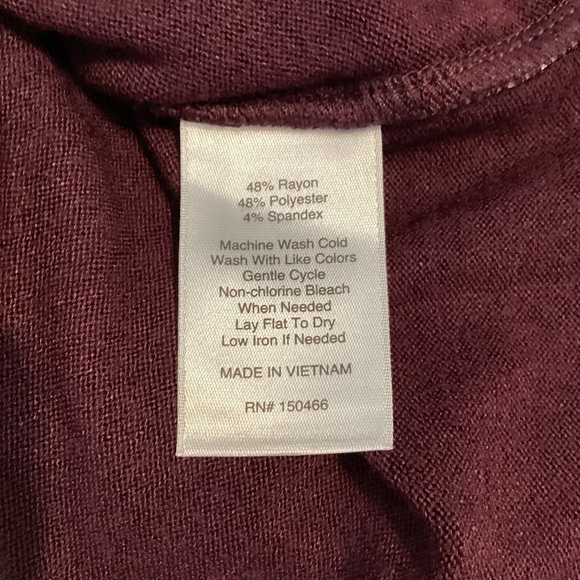 48% Rayon
48% Polyester
4% Spandex
Machine Wash Cold
Wash With Like Colors
Gentle Cycle
Non-chlorine Bleach
When Needed
Lay Flat To Dry
Low Iron If Needed
MADE IN VIETNAM
RN# 150466